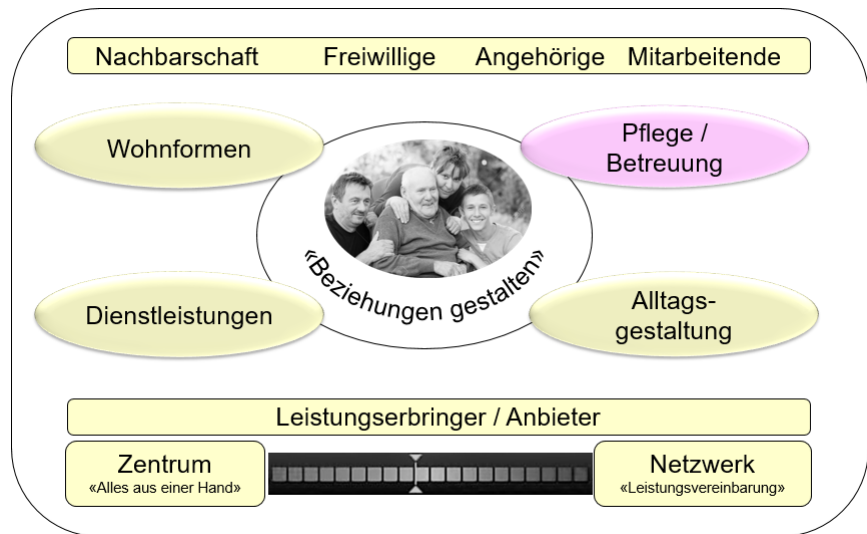 Nachbarschaft Freiwillige Angehörige Mitarbeitende
Wohnformen
Pflege /
Betreuung
«Beziehungen gestalten»
Dienstleistungen
Alltags-
gestaltung
Leistungserbringer / Anbieter
Zentrum
«Alles aus einer Hand»
Netzwerk
«Leistungsvereinbarung»